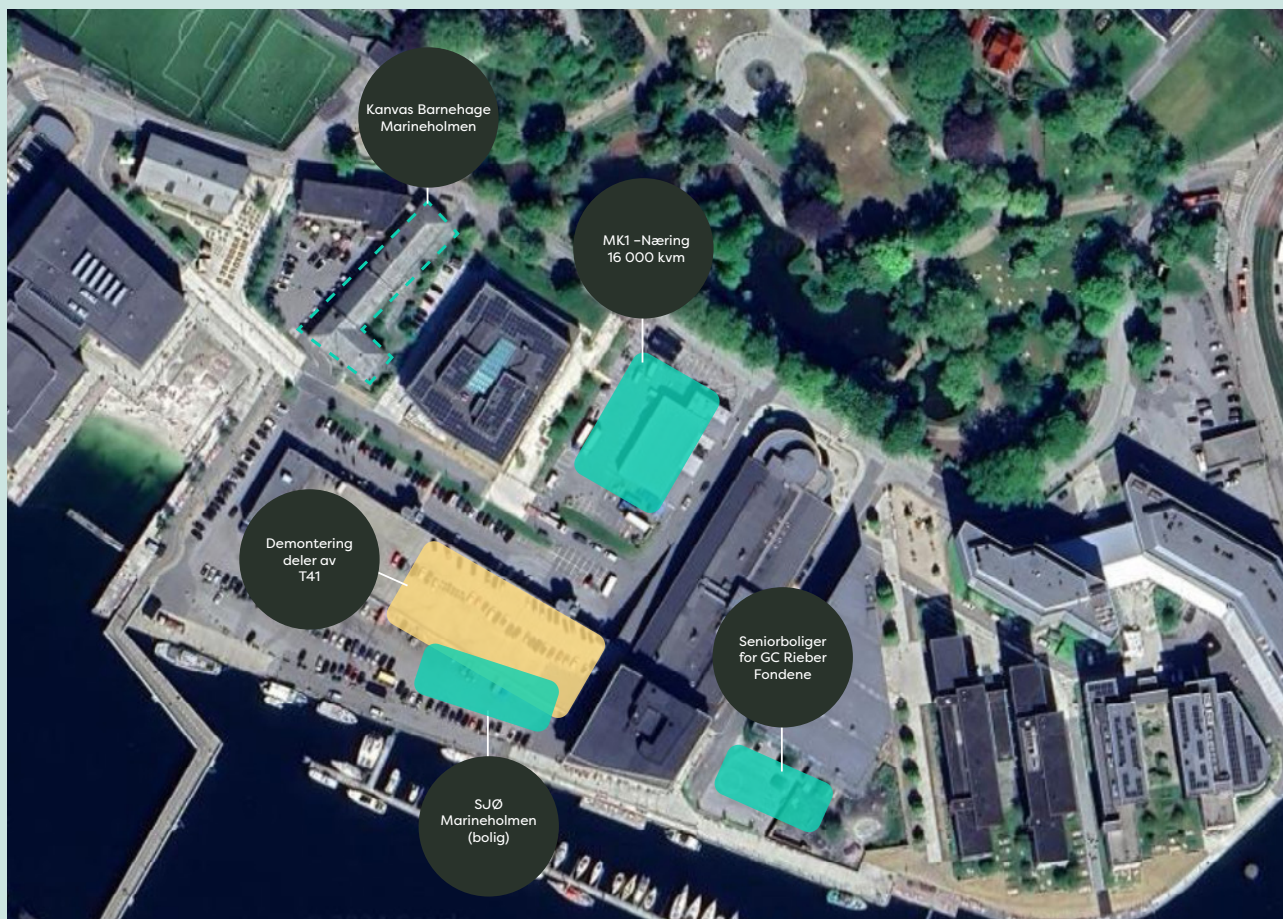 Kanvas Barnehage
Marineholmen
MK1 –Næring
16 000 kvm
Demontering
deler av
T41
Seniorboliger
for GC Rieber
Fondene
SJØ
Marineholmen
(bolig)